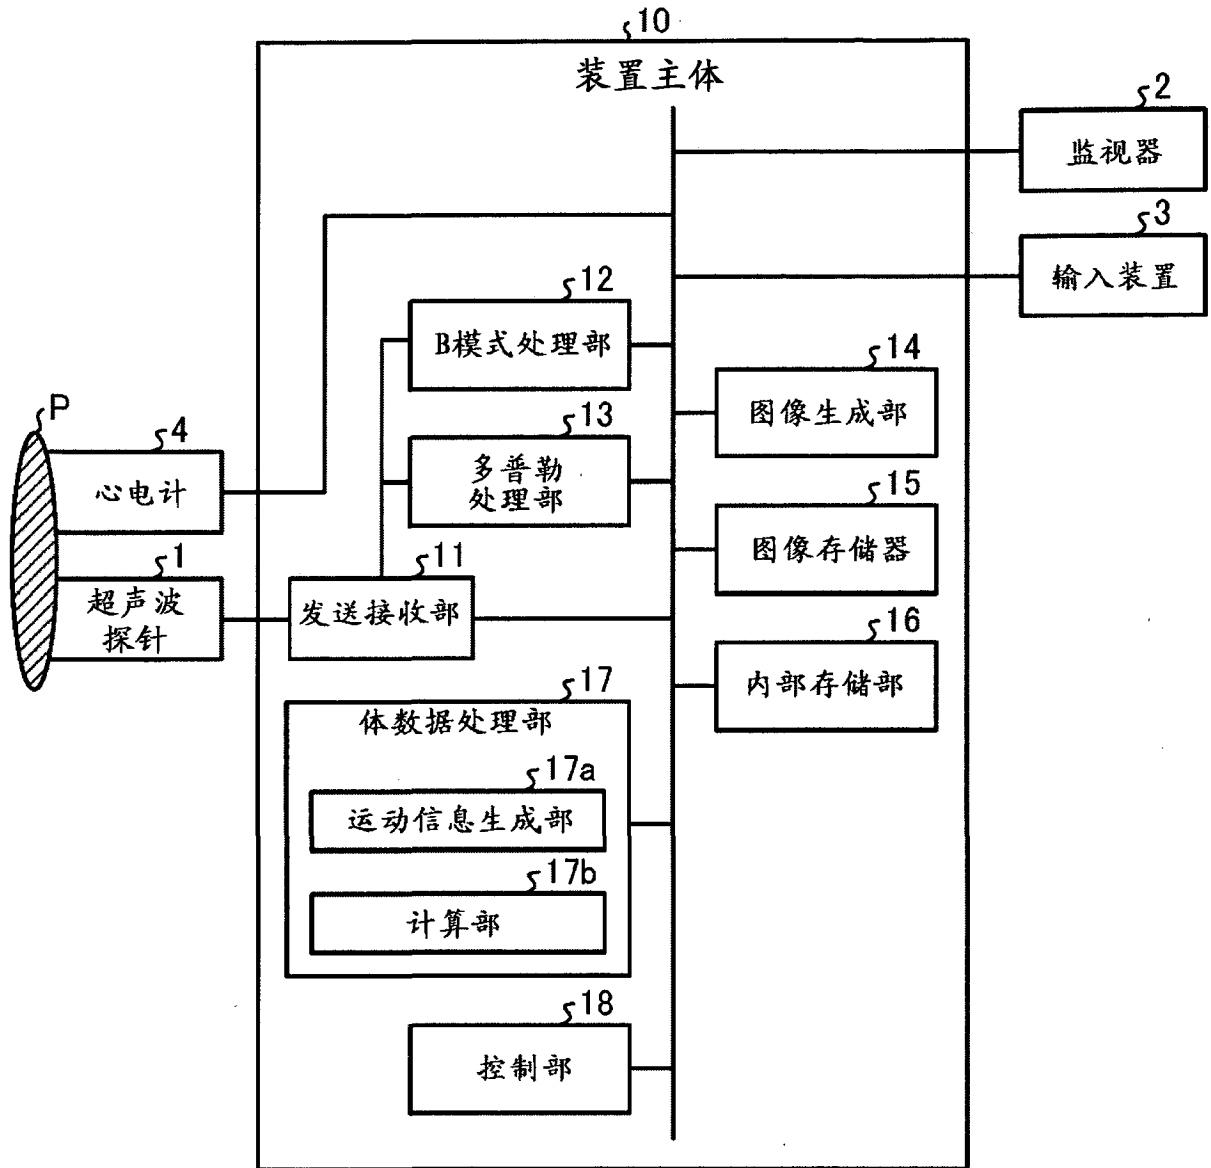 10
装置主体
2
监视器
3
输入装置
12
B模式处理部
14
图像生成部
P
4
心电计
13
多普勒
处理部
15
图像存储器
1
超声波
探针
11
发送接收部
16
内部存储部
17
体数据处理部
17a
运动信息生成部
17b
计算部
18
控制部